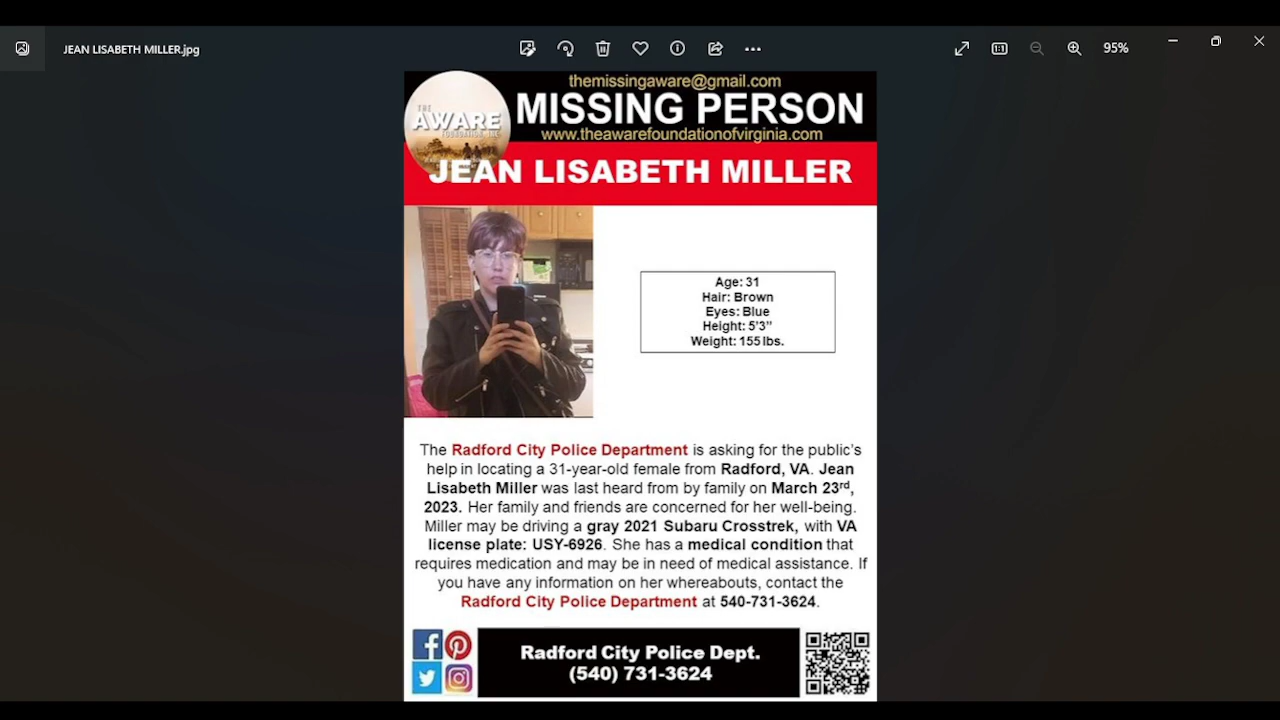 JEAN LISABETH MILLER.jpg
95%
themissingaware@gmail.com
THE
AWARE
FOUNDATION, INC.
MISSING PERSON
www.theawarefoundationofvirginia.com
JEAN LISABETH MILLER
Age: 31
Hair: Brown
Eyes: Blue
Height: 5'3"
Weight: 155 lbs.
The Radford City Police Department is asking for the public's
help in locating a 31-year-old female from Radford, VA. Jean
Lisabeth Miller was last heard from by family on March 23rd,
2023. Her family and friends are concerned for her well-being.
Miller may be driving a gray 2021 Subaru Crosstrek, with VA
license plate: USY-6926. She has a medical condition that
requires medication and may be in need of medical assistance. If
you have any information on her whereabouts, contact the
Radford City Police Department at 540-731-3624.
Radford City Police Dept.
(540) 731-3624